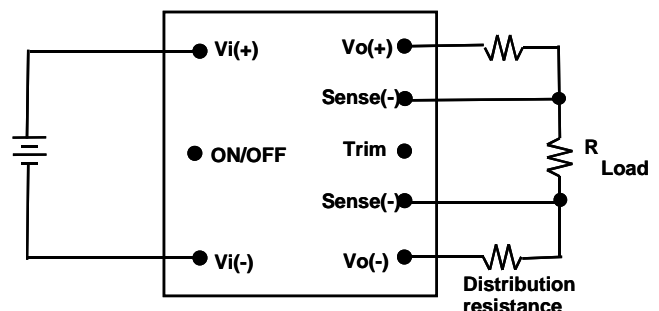 Vi(+)
Vo(+)
Sense(-)
ON/OFF
Trim
R
Load
Sense(-)
Vi(-)
Vo(-)
Distribution
resistance